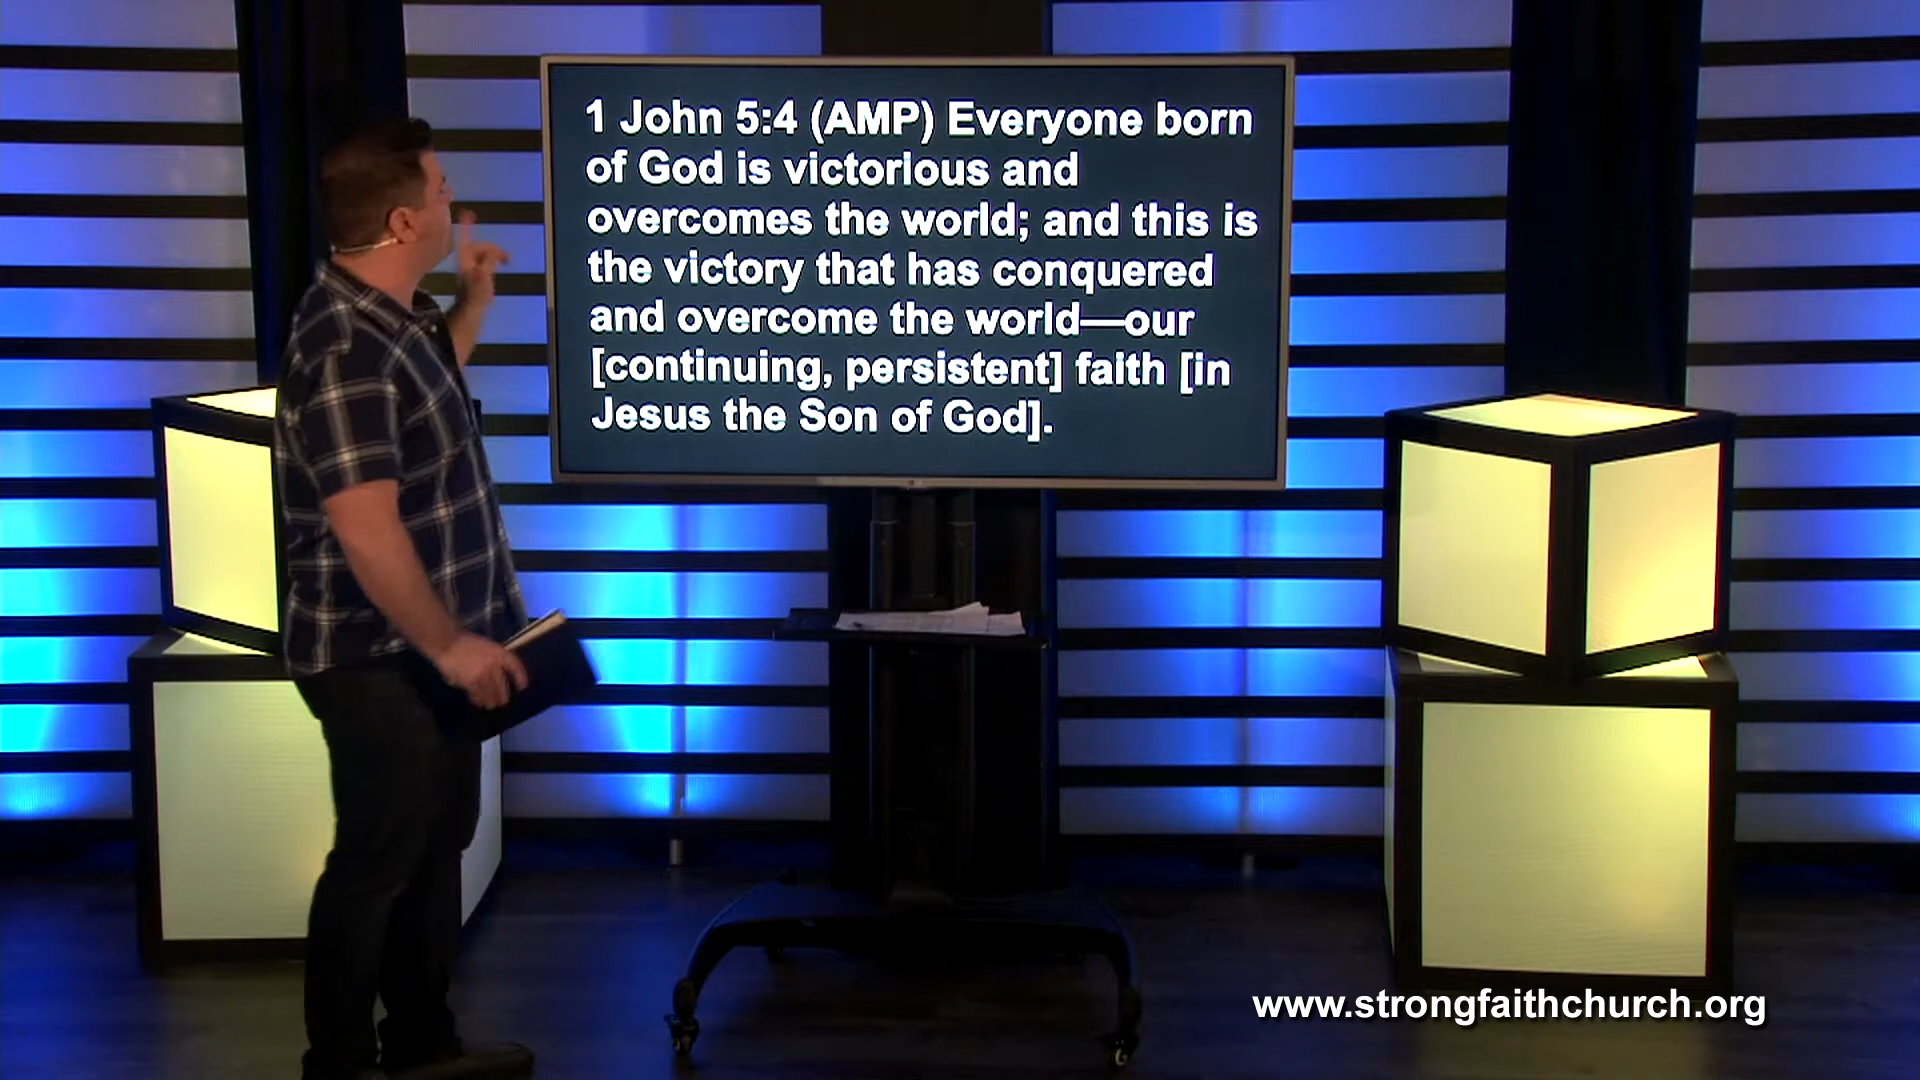 1 John 5:4 (AMP) Everyone born
of God is victorious and
overcomes the world; and this is
the victory that has conquered
and overcome the world—our
[continuing, persistent] faith [in
Jesus the Son of God].
www.strongfaithchurch.org